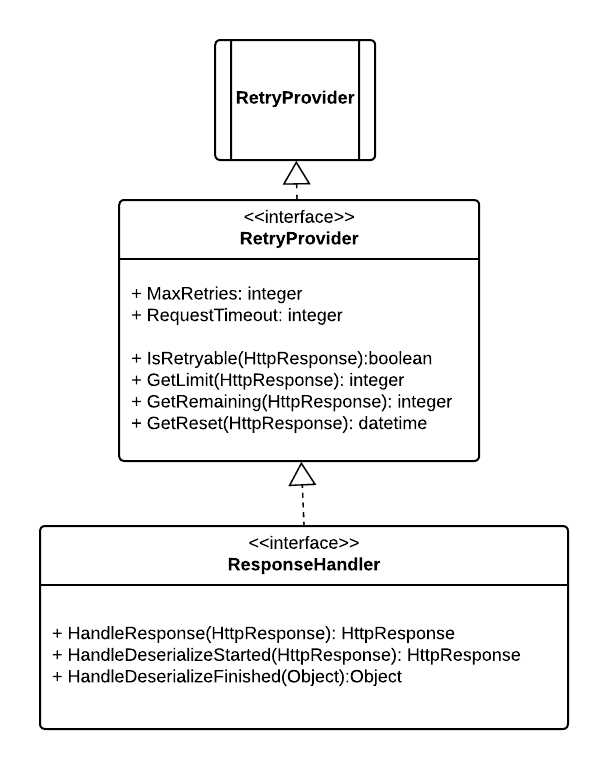 RetryProvider
<<interface>>
RetryProvider
+ MaxRetries: integer
+ RequestTimeout: integer
+ IsRetryable(HttpResponse):boolean
+ GetLimit(HttpResponse): integer
+ GetRemaining(HttpResponse): integer
+ GetReset(HttpResponse): datetime
<<interface>>
ResponseHandler
+ HandleResponse(HttpResponse): HttpResponse
+ HandleDeserializeStarted(HttpResponse): HttpResponse
+ HandleDeserializeFinished(Object):Object